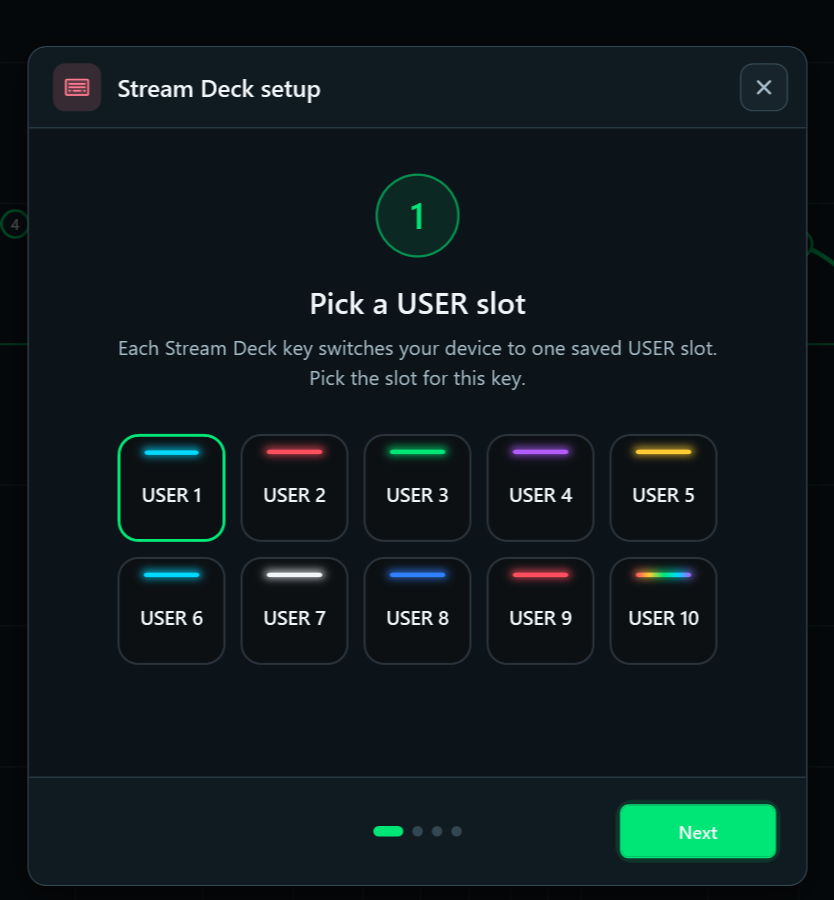 Stream Deck setup
4
1
Pick a USER slot
Each Stream Deck key switches your device to one saved USER slot.
Pick the slot for this key.
USER 1
USER 2
USER 3
USER 4
USER 5
USER 6
USER 7
USER 8
USER 9
USER 10
Next